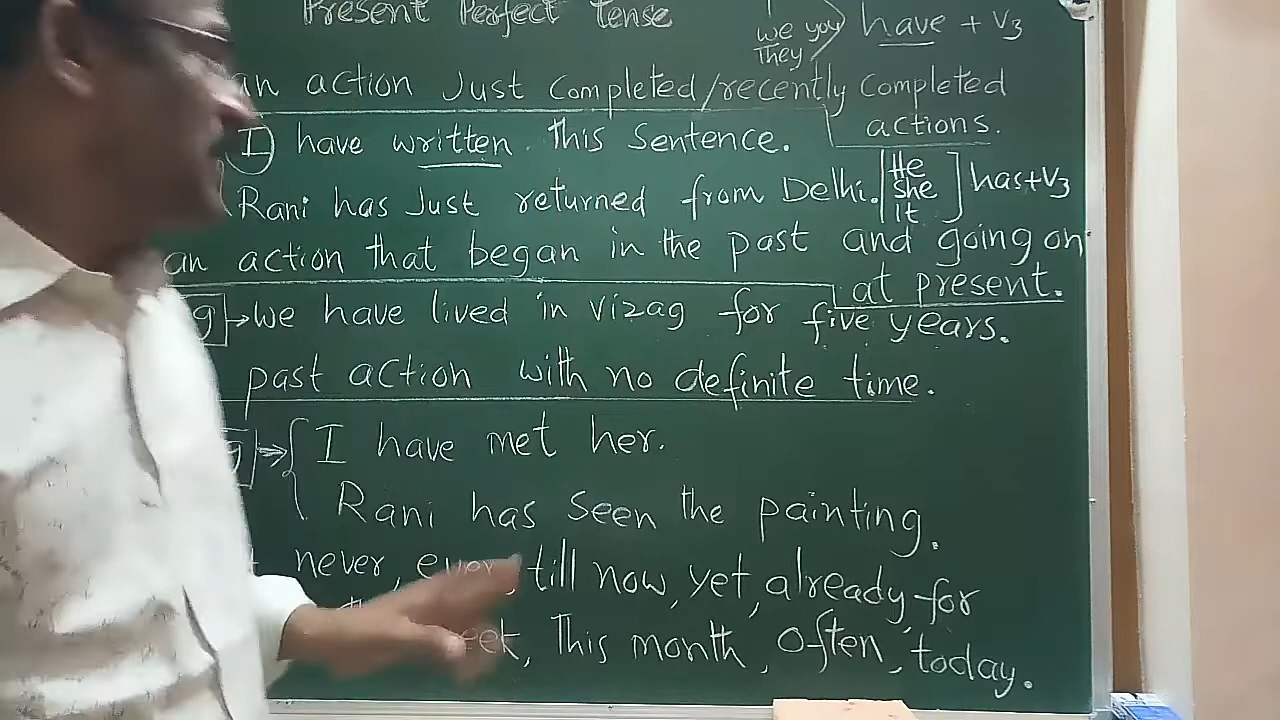 Present Perfect Tense
we you
They
have + V3
an action Just completed/recently completed
actions.
I have written This Sentence.
Rani has Just returned from Delhi.
He
She
it
has+V3
an action that began in the past and going on
at present.
g → we have lived in vizag for five years.
past action with no definite time.
g → I have met her.
Rani has seen the painting.
never, ever, till now, yet, already, for
eek, This month, often, today.